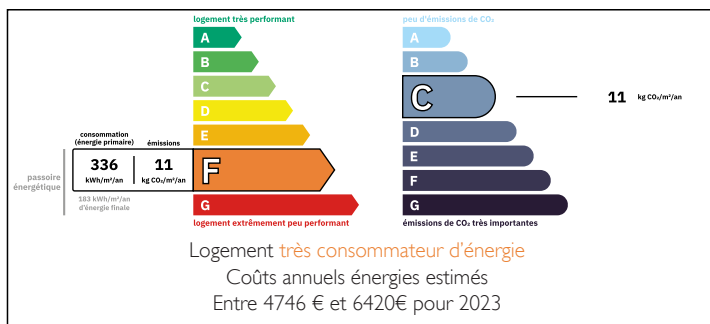 logement très performant
A
B
C
D
E
consommation
(énergie primaire)
émissions
336
kWh/m²/an
11
kg CO₂/m²/an
F
passoire
énergétique
183 kWh/m²/an
d'énergie finale
G
logement extrêmement peu performant
peu d'émissions de CO₂
A
B
C
11 kg CO₂/m²/an
D
E
F
G
émissions de CO₂ très importantes
Logement très consommateur d'énergie
Coûts annuels énergies estimés
Entre 4746 € et 6420€ pour 2023